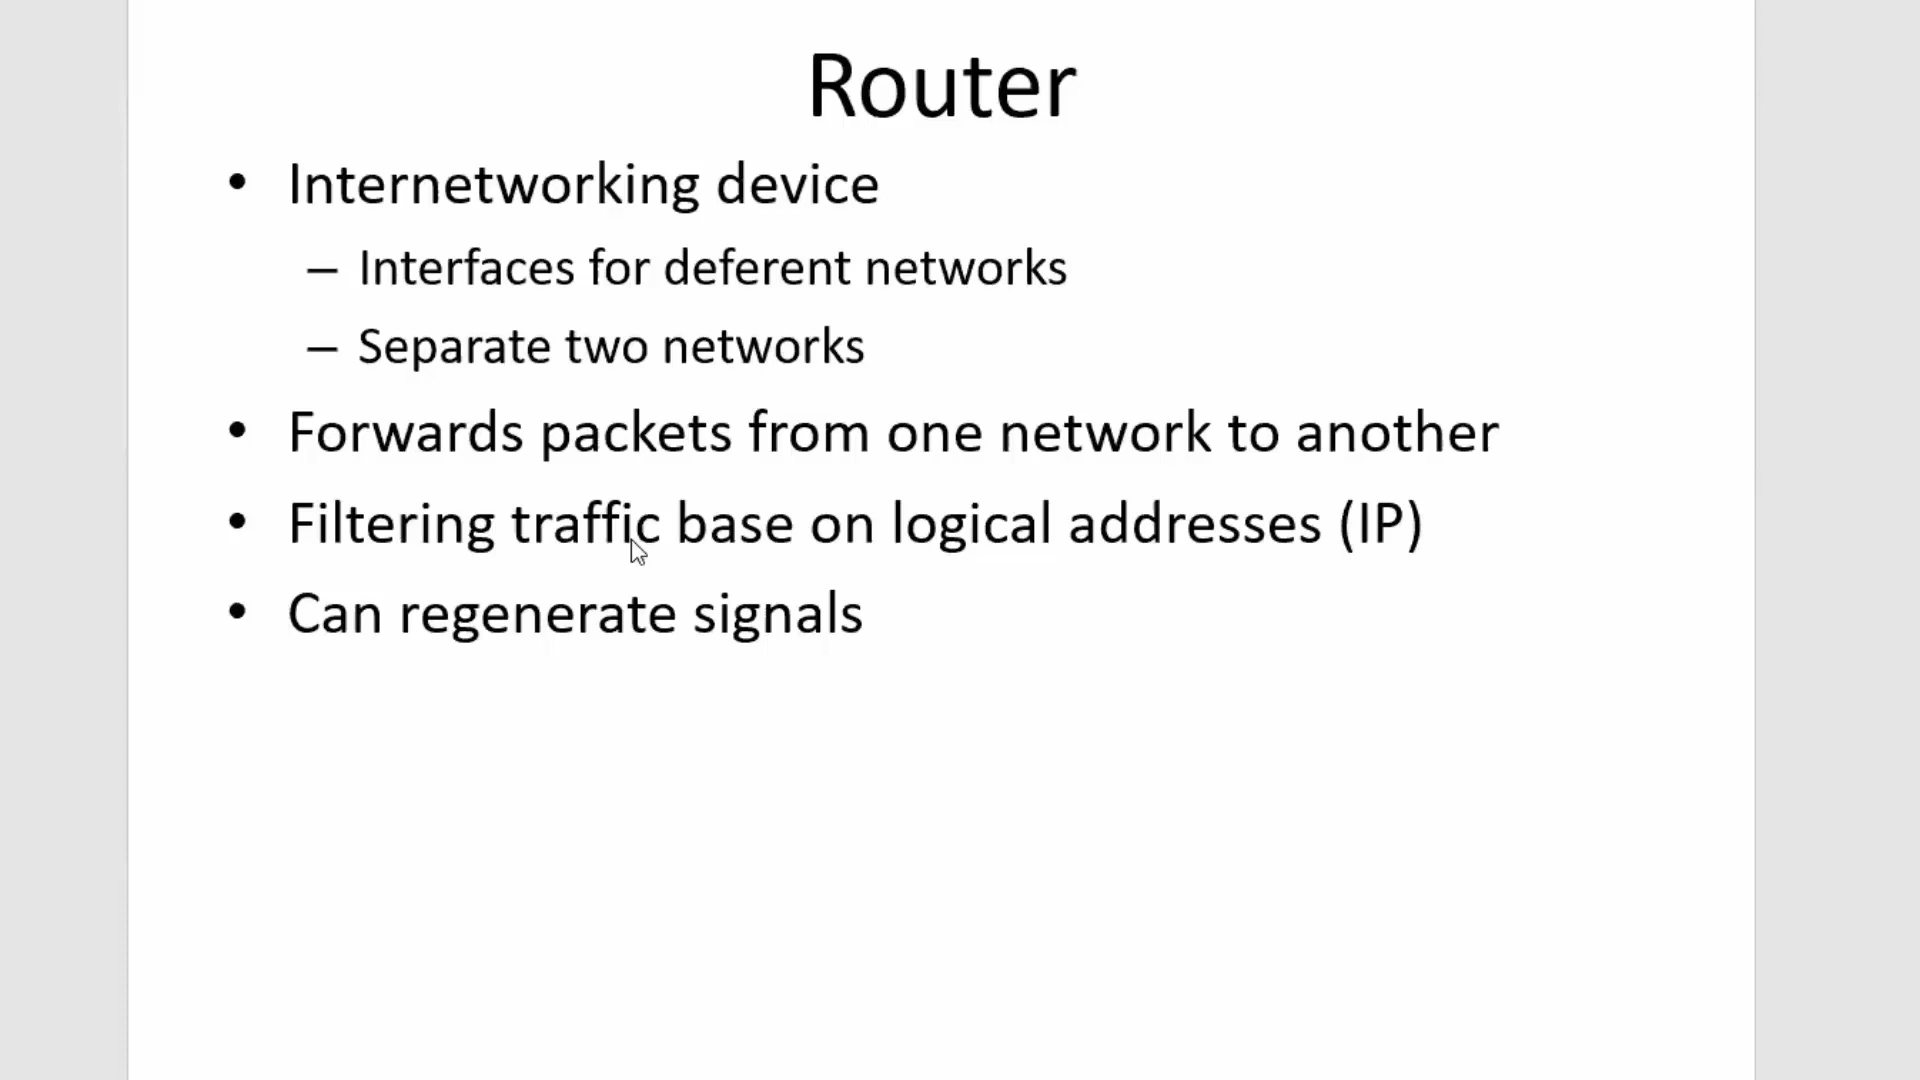 Router
• Internetworking device
– Interfaces for deferent networks
– Separate two networks
• Forwards packets from one network to another
• Filtering traffic base on logical addresses (IP)
• Can regenerate signals